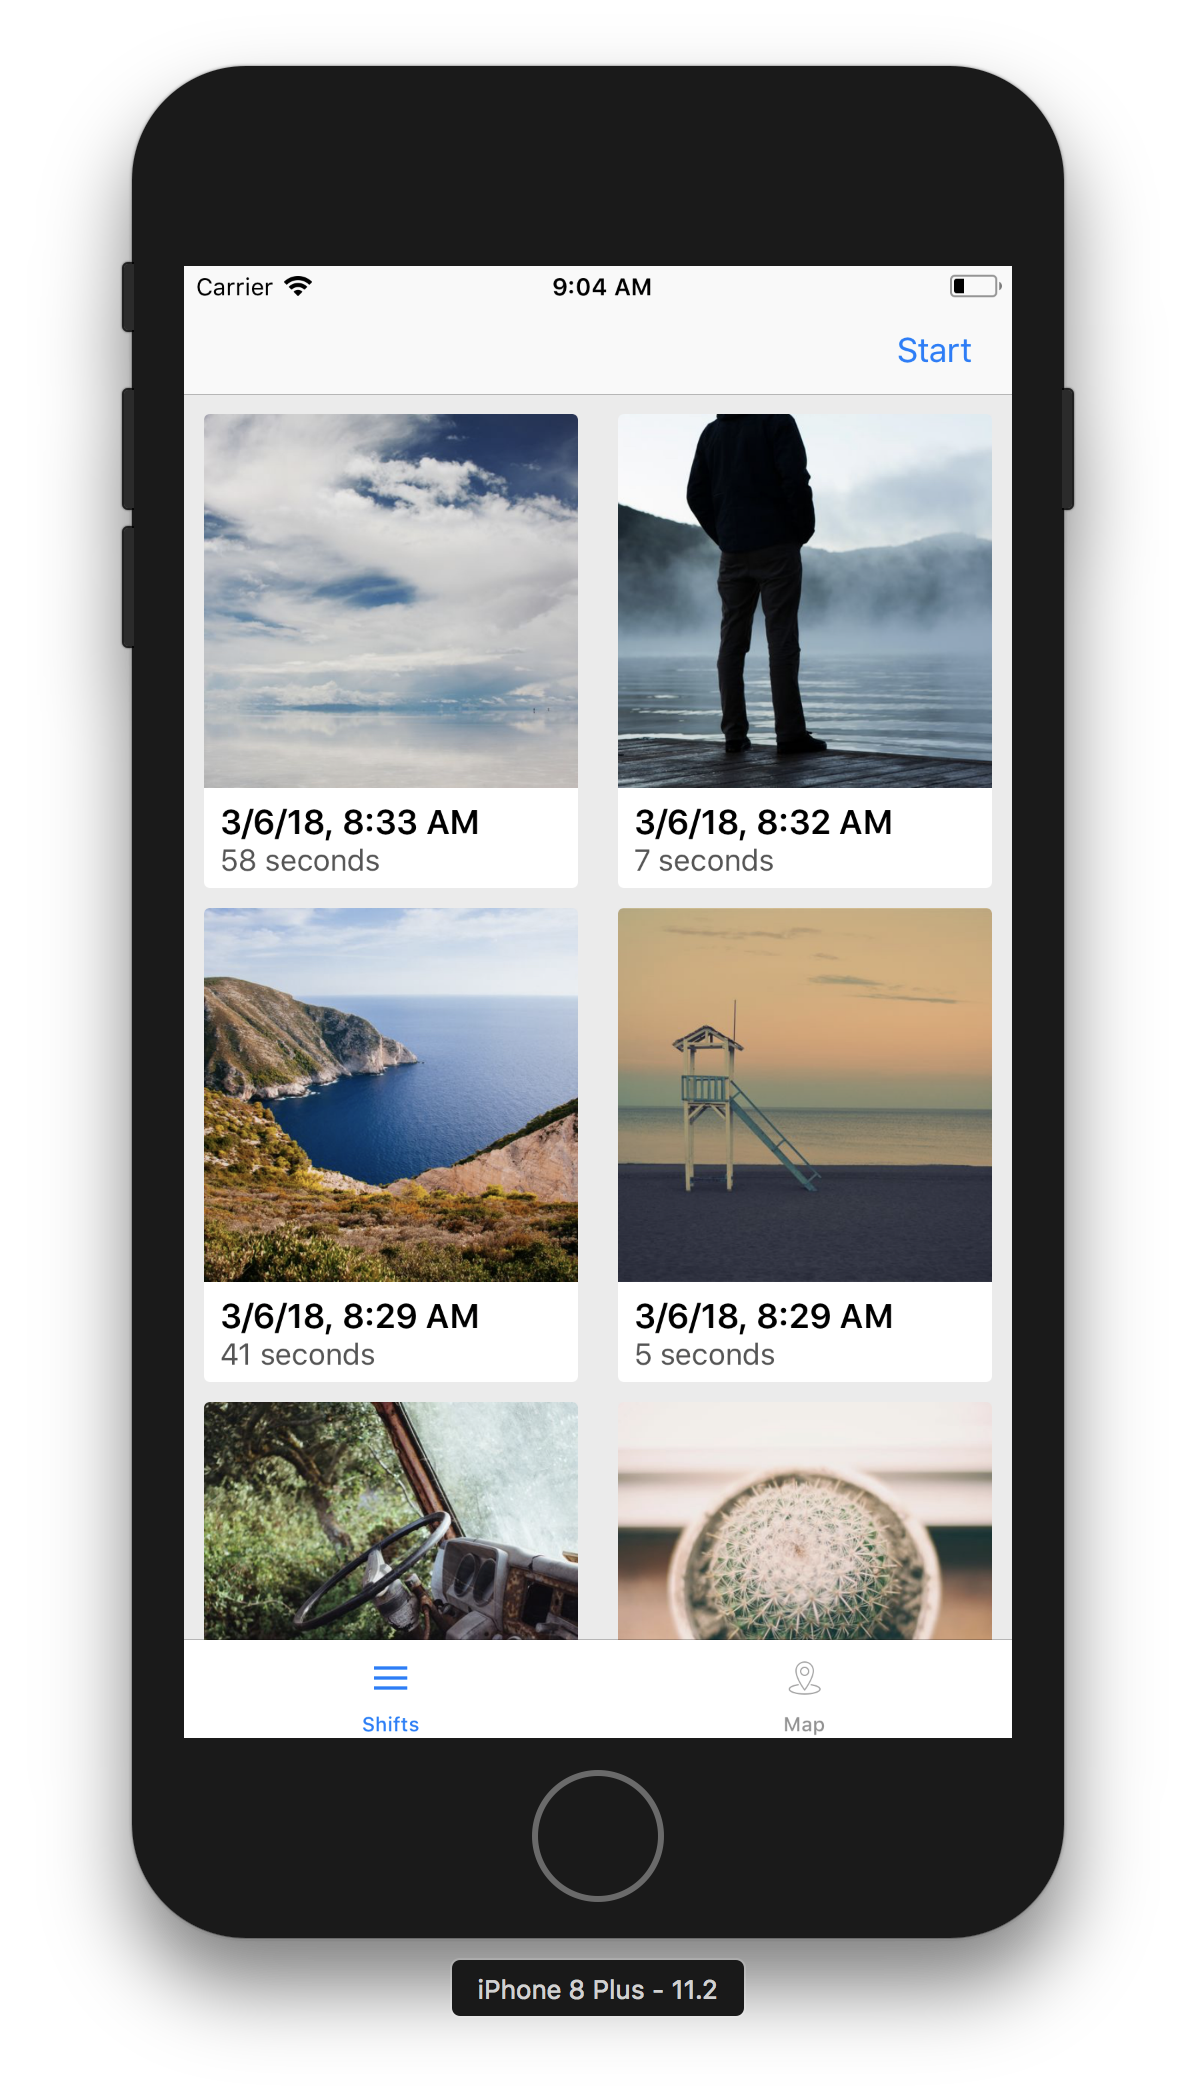 Carrier 9:04 AM
Start
3/6/18, 8:33 AM
58 seconds
3/6/18, 8:32 AM
7 seconds
3/6/18, 8:29 AM
41 seconds
3/6/18, 8:29 AM
5 seconds
Shifts
Map
iPhone 8 Plus - 11.2